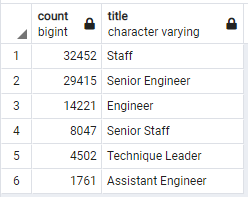 count title
bigint character varying
1 32452 Staff
2 29415 Senior Engineer
3 14221 Engineer
4 8047 Senior Staff
5 4502 Technique Leader
6 1761 Assistant Engineer